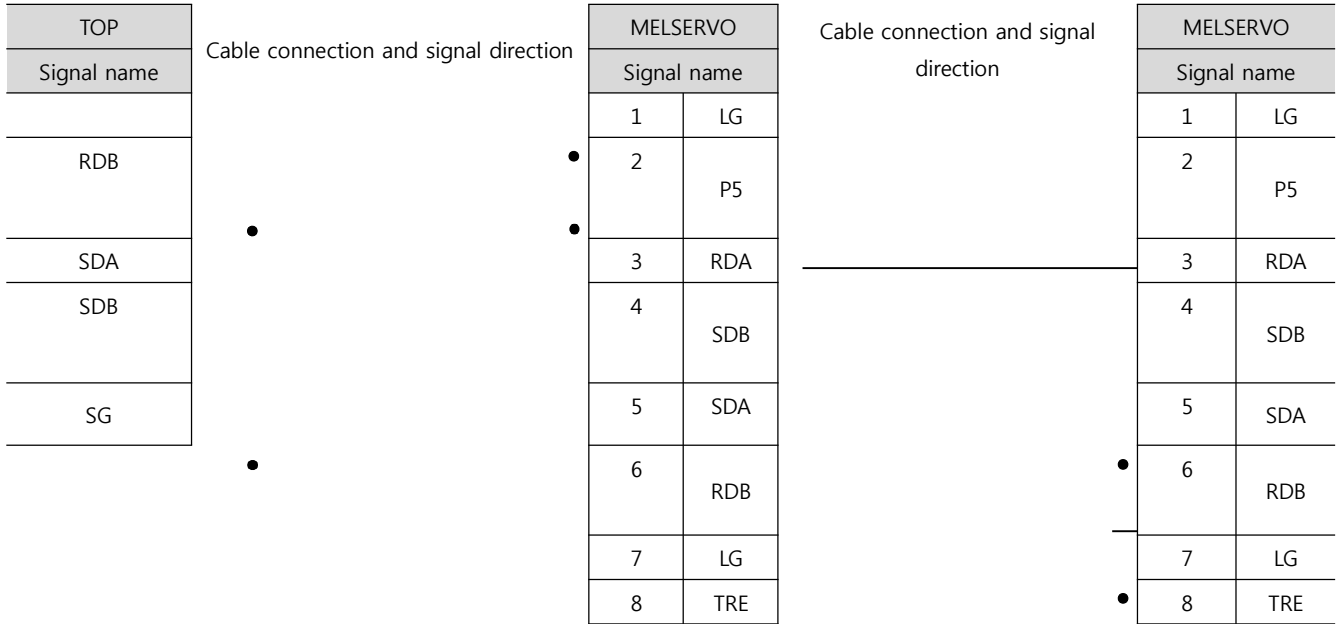 TOP
Cable connection and signal direction
MELSERVO
Cable connection and signal
direction
MELSERVO
Signal name
Signal name
Signal name
1 LG
1 LG
RDB
2 P5
2 P5
SDA
3 RDA
3 RDA
SDB
4 SDB
4 SDB
SG
5 SDA
5 SDA
6 RDB
6 RDB
7 LG
7 LG
8 TRE
8 TRE